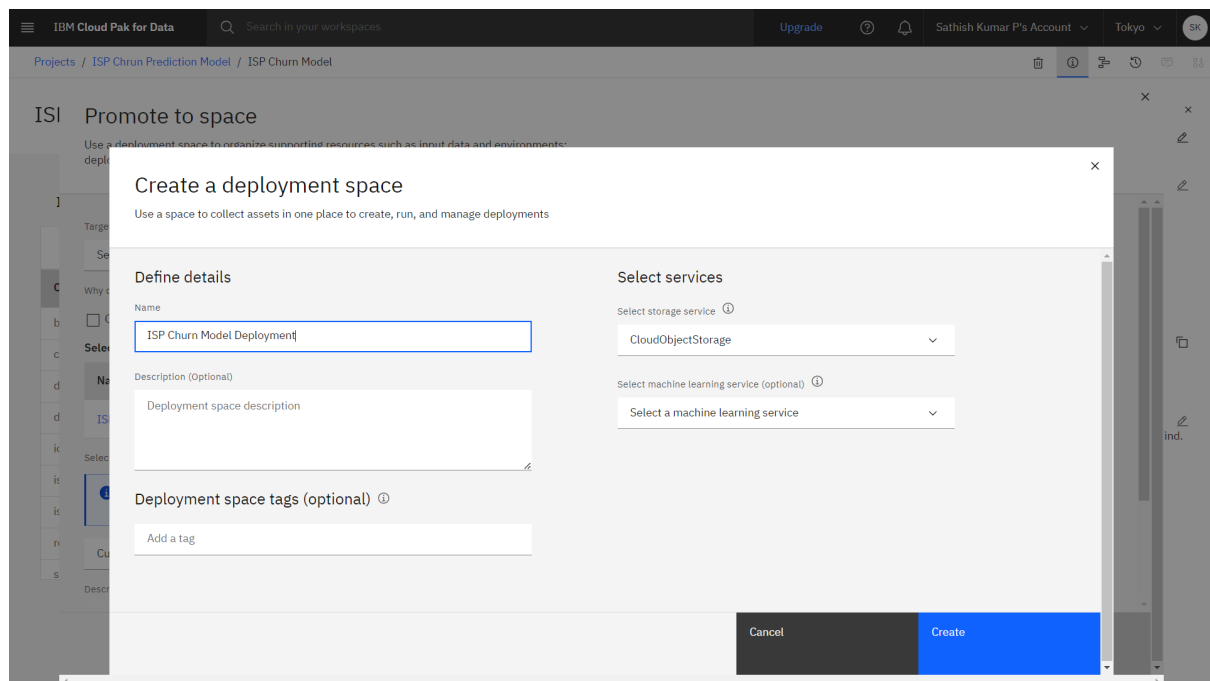 IBM Cloud Pak for Data
Search in your workspaces
Upgrade
Sathish Kumar P's Account
Tokyo
SK
Projects / ISP Chrun Prediction Model / ISP Churn Model
Promote to space
Use a deployment space to organize supporting resources such as input data and environments;
Create a deployment space
Use a space to collect assets in one place to create, run, and manage deployments
Define details
Name
ISP Churn Model Deployment
Description (Optional)
Deployment space description
Deployment space tags (optional)
Add a tag
Select services
Select storage service
CloudObjectStorage
Select machine learning service (optional)
Select a machine learning service
ind.
Cancel
Create